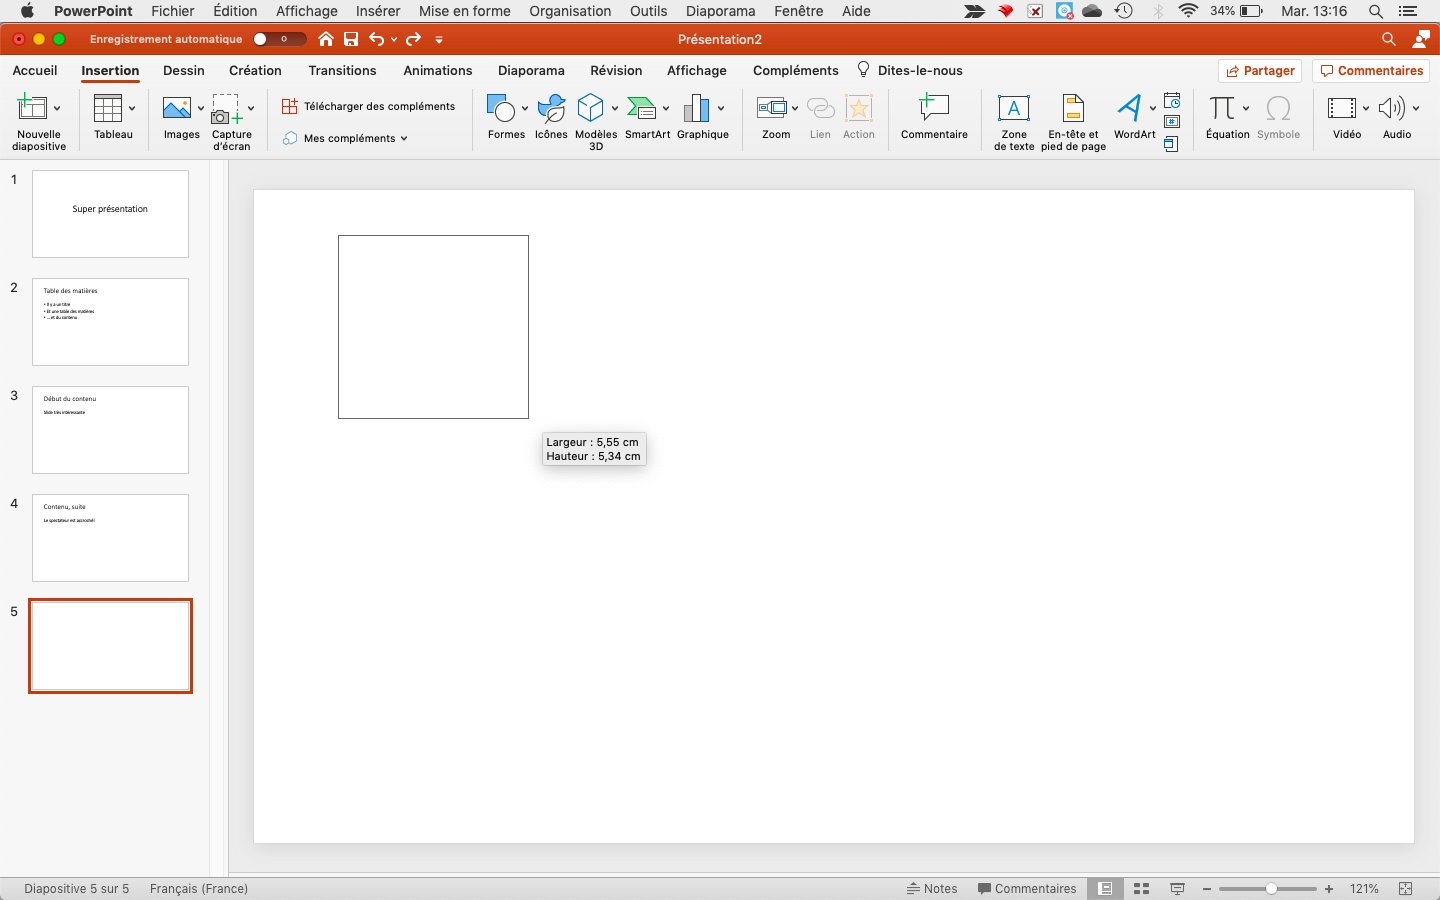 PowerPoint Fichier Édition Affichage Insérer Mise en forme Organisation Outils Diaporama Fenêtre Aide 34% Mar. 13:16
Enregistrement automatique Présentation2
Accueil Insertion Dessin Création Transitions Animations Diaporama Révision Affichage Compléments Dites-le-nous Partager Commentaires
Nouvelle diapositive
Tableau
Images
Capture d'écran
Télécharger des compléments
Mes compléments
Formes
Icônes
Modèles 3D
SmartArt
Graphique
Zoom
Lien
Action
Commentaire
Zone de texte
En-tête et pied de page
WordArt
Équation
Symbole
Vidéo
Audio
1
Super présentation
2
Table des matières
• Il y a un titre
• Et une table des matières
• ... et du contenu
3
Début du contenu
Slide très intéressante
4
Contenu, suite
Le spectateur est accroché!
5
Largeur : 5,55 cm
Hauteur : 5,34 cm
Diapositive 5 sur 5 Français (France) Notes Commentaires 121%